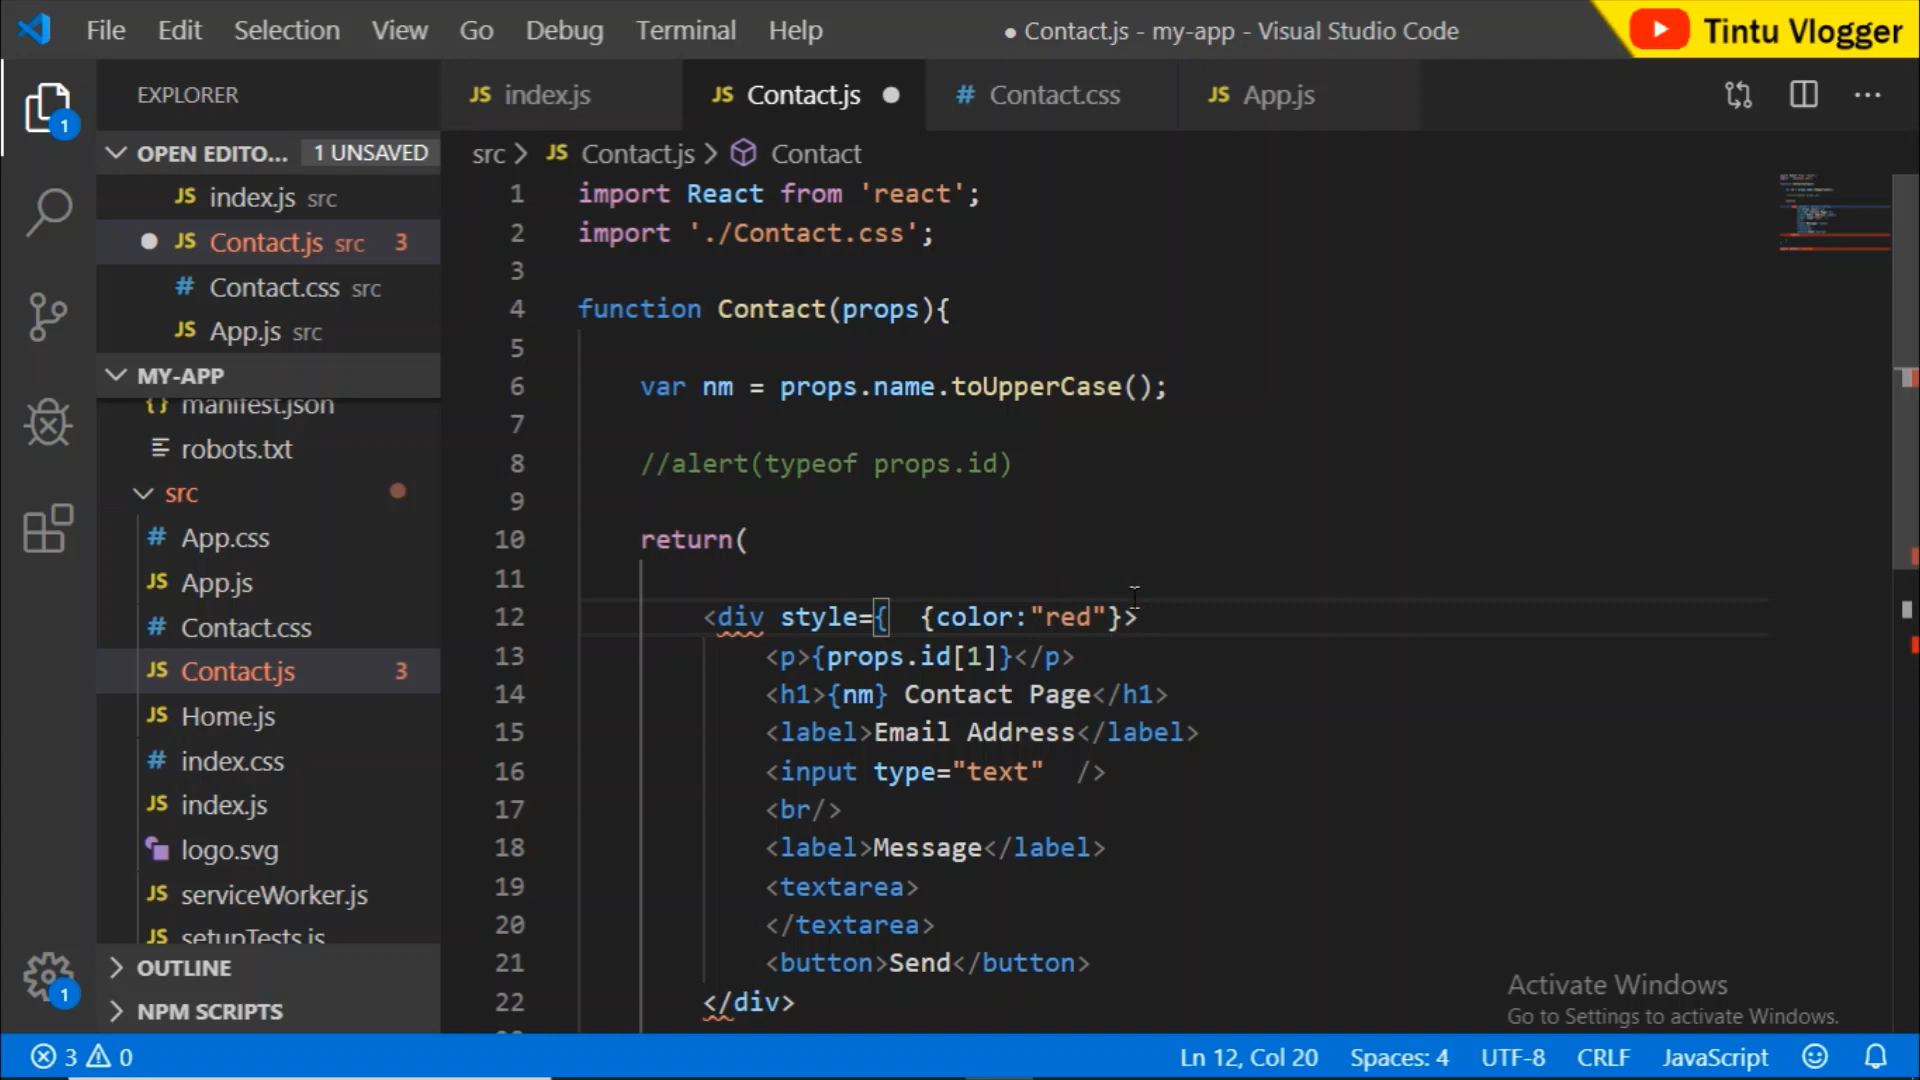 File Edit Selection View Go Debug Terminal Help ● Contact.js - my-app - Visual Studio Code Tintu Vlogger
EXPLORER
JS index.js JS Contact.js ● # Contact.css JS App.js
OPEN EDITO... 1 UNSAVED
src > JS Contact.js > Contact
JS index.js src
● JS Contact.js src 3
# Contact.css src
JS App.js src
MY-APP
{} manifest.json
robots.txt
src
# App.css
JS App.js
# Contact.css
JS Contact.js 3
JS Home.js
# index.css
JS index.js
logo.svg
JS serviceWorker.js
JS setupTests.js
OUTLINE
NPM SCRIPTS
1
1
1 import React from 'react';
2 import './Contact.css';
3
4 function Contact(props){
5
6 var nm = props.name.toUpperCase();
7
8 //alert(typeof props.id)
9
10 return(
11
12 <div style={  {color:"red"}>
13 <p>{props.id[1]}</p>
14 <h1>{nm} Contact Page</h1>
15 <label>Email Address</label>
16 <input type="text"  />
17 <br/>
18 <label>Message</label>
19 <textarea>
20 </textarea>
21 <button>Send</button>
22 </div>
Activate Windows
Go to Settings to activate Windows.
3 0 Ln 12, Col 20 Spaces: 4 UTF-8 CRLF JavaScript